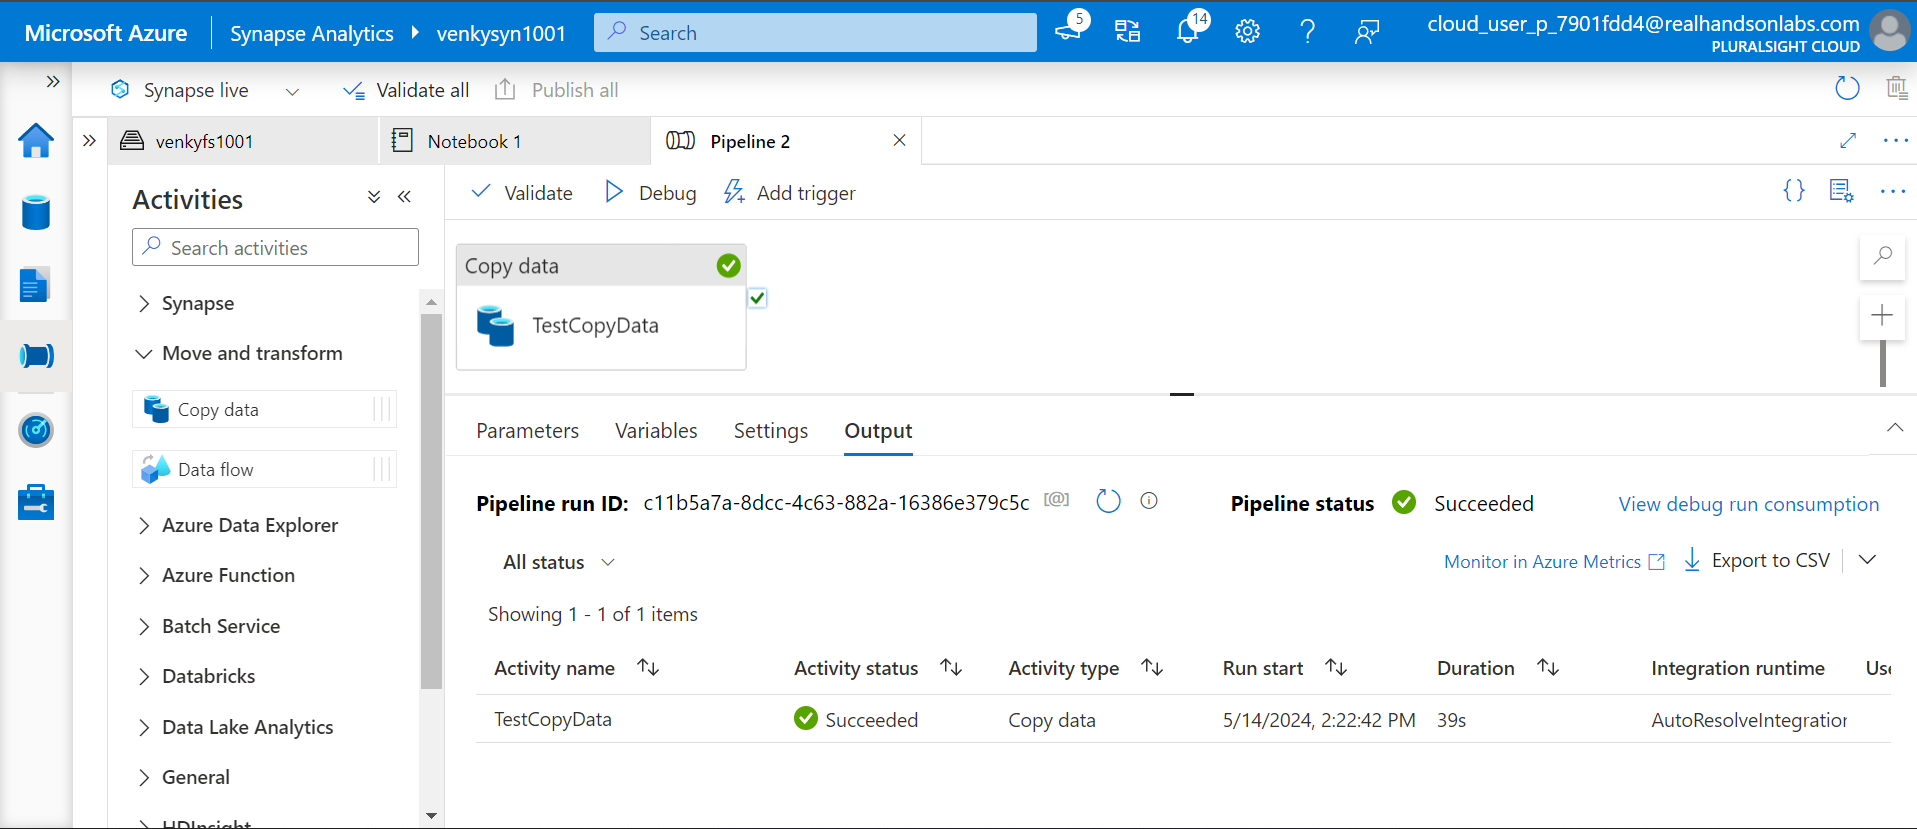 Microsoft Azure
Synapse Analytics
venkysyn1001
Search
5
14
cloud_user_p_7901fdd4@realhandsonlabs.com
PLURALSIGHT CLOUD
Synapse live
Validate all
Publish all
venkyfs1001
Notebook 1
Pipeline 2
Activities
Search activities
Synapse
Move and transform
Copy data
Data flow
Azure Data Explorer
Azure Function
Batch Service
Databricks
Data Lake Analytics
General
HDInsight
Validate
Debug
Add trigger
Copy data
TestCopyData
Parameters Variables Settings Output
Pipeline run ID: c11b5a7a-8dcc-4c63-882a-16386e379c5c [@]
Pipeline status Succeeded
View debug run consumption
All status
Monitor in Azure Metrics
Export to CSV
Showing 1 - 1 of 1 items
Activity name Activity status Activity type Run start Duration Integration runtime Use
TestCopyData Succeeded Copy data 5/14/2024, 2:22:42 PM 39s AutoResolveIntegration